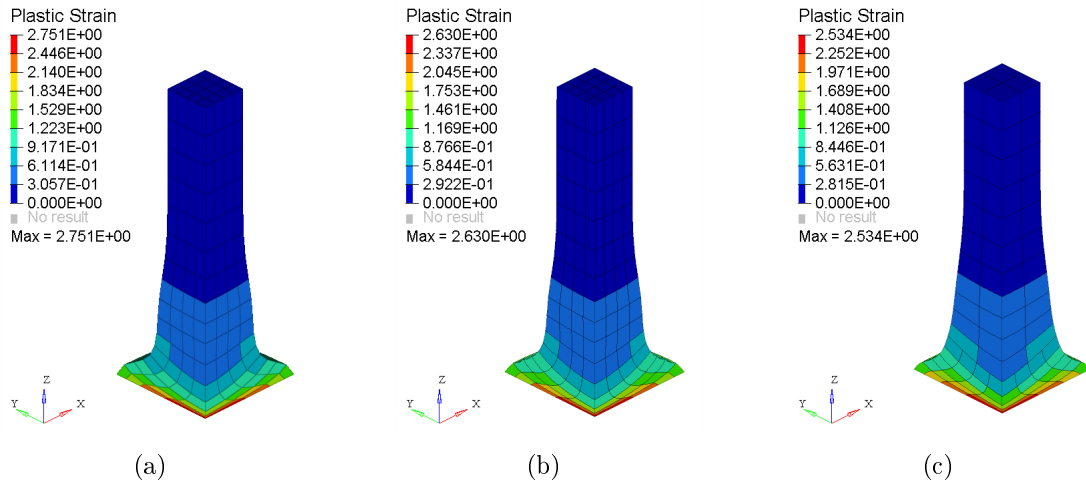 Plastic Strain
2.751E+00
2.446E+00
2.140E+00
1.834E+00
1.529E+00
1.223E+00
9.171E-01
6.114E-01
3.057E-01
0.000E+00
No result
Max = 2.751E+00
Z
Y
X
(a)
Plastic Strain
2.630E+00
2.337E+00
2.045E+00
1.753E+00
1.461E+00
1.169E+00
8.766E-01
5.844E-01
2.922E-01
0.000E+00
No result
Max = 2.630E+00
Z
Y
X
(b)
Plastic Strain
2.534E+00
2.252E+00
1.971E+00
1.689E+00
1.408E+00
1.126E+00
8.446E-01
5.631E-01
2.815E-01
0.000E+00
No result
Max = 2.534E+00
Z
Y
X
(c)